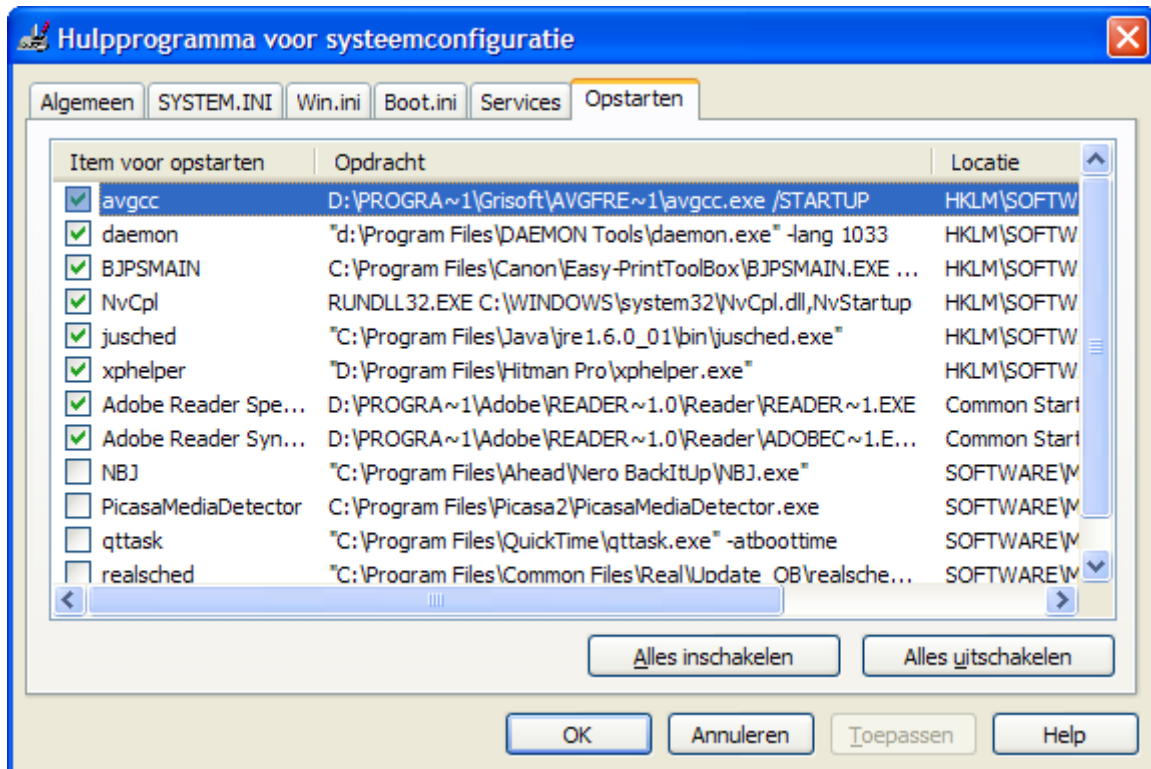 Hulpprogramma voor systeemconfiguratie
Algemeen SYSTEM.INI Win.ini Boot.ini Services Opstarten
Item voor opstarten Opdracht Locatie
avgcc D:\PROGRA~1\Grisoft\AVGFRE~1\avgcc.exe /STARTUP HKLM\SOFTW
daemon "d:\Program Files\DAEMON Tools\daemon.exe" -lang 1033 HKLM\SOFTW
BJPSMAIN C:\Program Files\Canon\Easy-PrintToolBox\BJPSMAIN.EXE ... HKLM\SOFTW
NvCpl RUNDLL32.EXE C:\WINDOWS\system32\NvCpl.dll,NvStartup HKLM\SOFTW
jusched "C:\Program Files\Java\jre1.6.0_01\bin\jusched.exe" HKLM\SOFTW
xphelper "D:\Program Files\Hitman Pro\xphelper.exe" HKLM\SOFTW
Adobe Reader Spe... D:\PROGRA~1\Adobe\READER~1.0\Reader\READER~1.EXE Common Start
Adobe Reader Syn... D:\PROGRA~1\Adobe\READER~1.0\Reader\ADOBEC~1.E... Common Start
NBJ "C:\Program Files\Ahead\Nero BackItUp\NBJ.exe" SOFTWARE\M
PicasaMediaDetector C:\Program Files\Picasa2\PicasaMediaDetector.exe SOFTWARE\M
qttask "C:\Program Files\QuickTime\qttask.exe" -atboottime SOFTWARE\M
realsched "C:\Program Files\Common Files\Real\Update_OB\realsche... SOFTWARE\M
Alles inschakelen Alles uitschakelen
OK Annuleren Toepassen Help